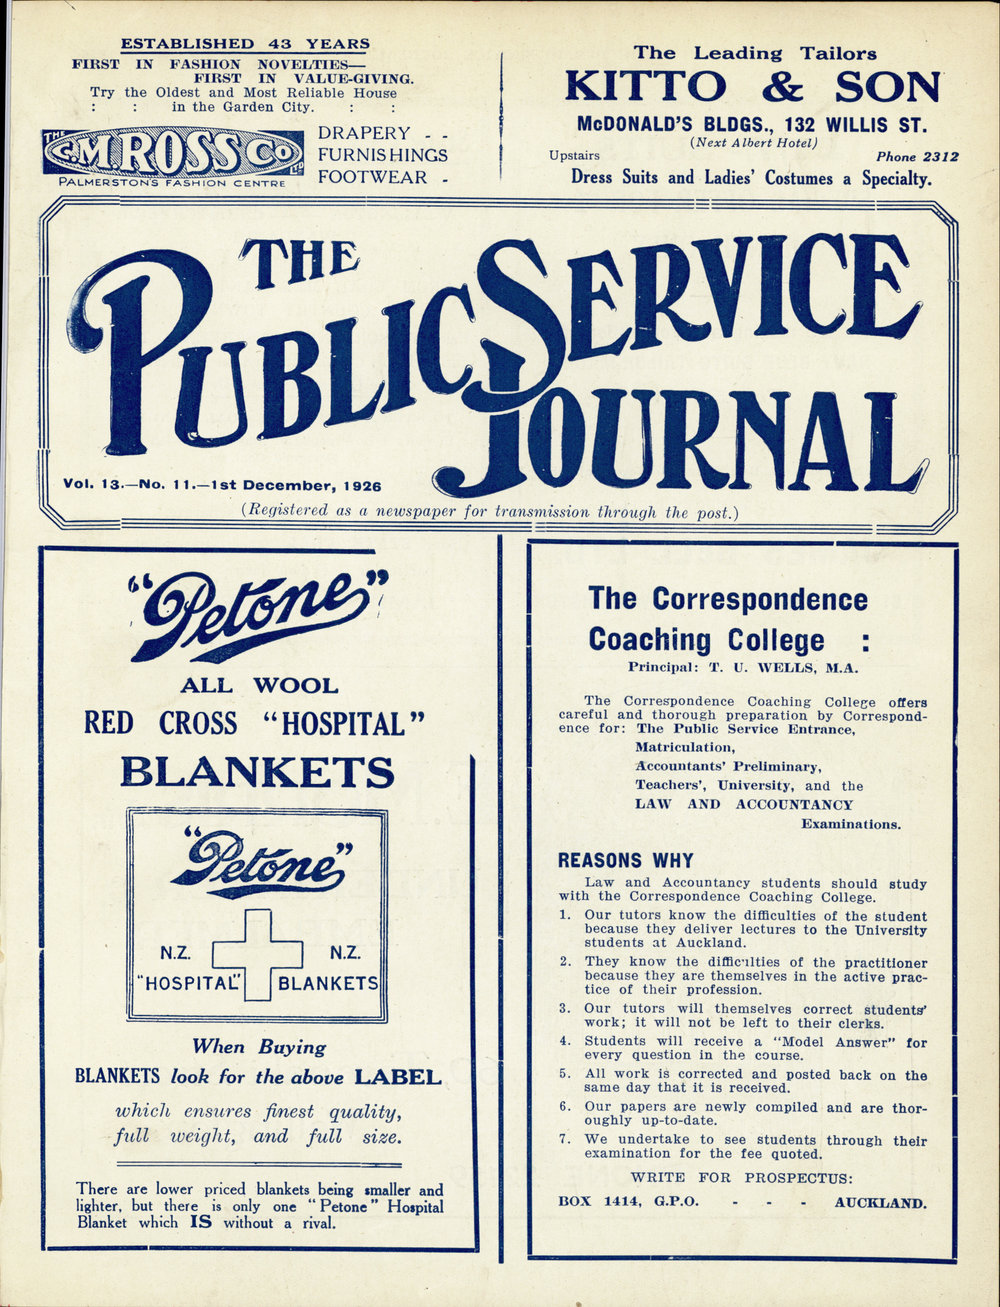 ESTABLISHED 43 YEARS
FIRST IN FASHION NOVELTIES—
FIRST IN VALUE-GIVING.
Try the Oldest and Most Reliable House
: : in the Garden City. : :
THE C.M. ROSS CO LTD
PALMERSTONS FASHION CENTRE
DRAPERY - -
FURNISHINGS
FOOTWEAR -
The Leading Tailors
KITTO & SON
McDONALD'S BLDGS., 132 WILLIS ST.
(Next Albert Hotel)
Upstairs Phone 2312
Dress Suits and Ladies' Costumes a Specialty.
THE
PUBLIC SERVICE
JOURNAL
Vol. 13.—No. 11.—1st December, 1926
(Registered as a newspaper for transmission through the post.)
"Petone"
ALL WOOL
RED CROSS "HOSPITAL"
BLANKETS
"Petone"
N.Z. N.Z.
"HOSPITAL" BLANKETS
When Buying
BLANKETS look for the above LABEL
which ensures finest quality,
full weight, and full size.
There are lower priced blankets being smaller and
lighter, but there is only one "Petone" Hospital
Blanket which IS without a rival.
The Correspondence
Coaching College :
Principal: T. U. WELLS, M.A.
The Correspondence Coaching College offers
careful and thorough preparation by Correspond-
ence for: The Public Service Entrance,
Matriculation,
Accountants' Preliminary,
Teachers', University, and the
LAW AND ACCOUNTANCY
Examinations.
REASONS WHY
Law and Accountancy students should study
with the Correspondence Coaching College.
1. Our tutors know the difficulties of the student
because they deliver lectures to the University
students at Auckland.
2. They know the difficulties of the practitioner
because they are themselves in the active prac-
tice of their profession.
3. Our tutors will themselves correct students'
work; it will not be left to their clerks.
4. Students will receive a "Model Answer" for
every question in the course.
5. All work is corrected and posted back on the
same day that it is received.
6. Our papers are newly compiled and are thor-
oughly up-to-date.
7. We undertake to see students through their
examination for the fee quoted.
WRITE FOR PROSPECTUS:
BOX 1414, G.P.O. - - - AUCKLAND.